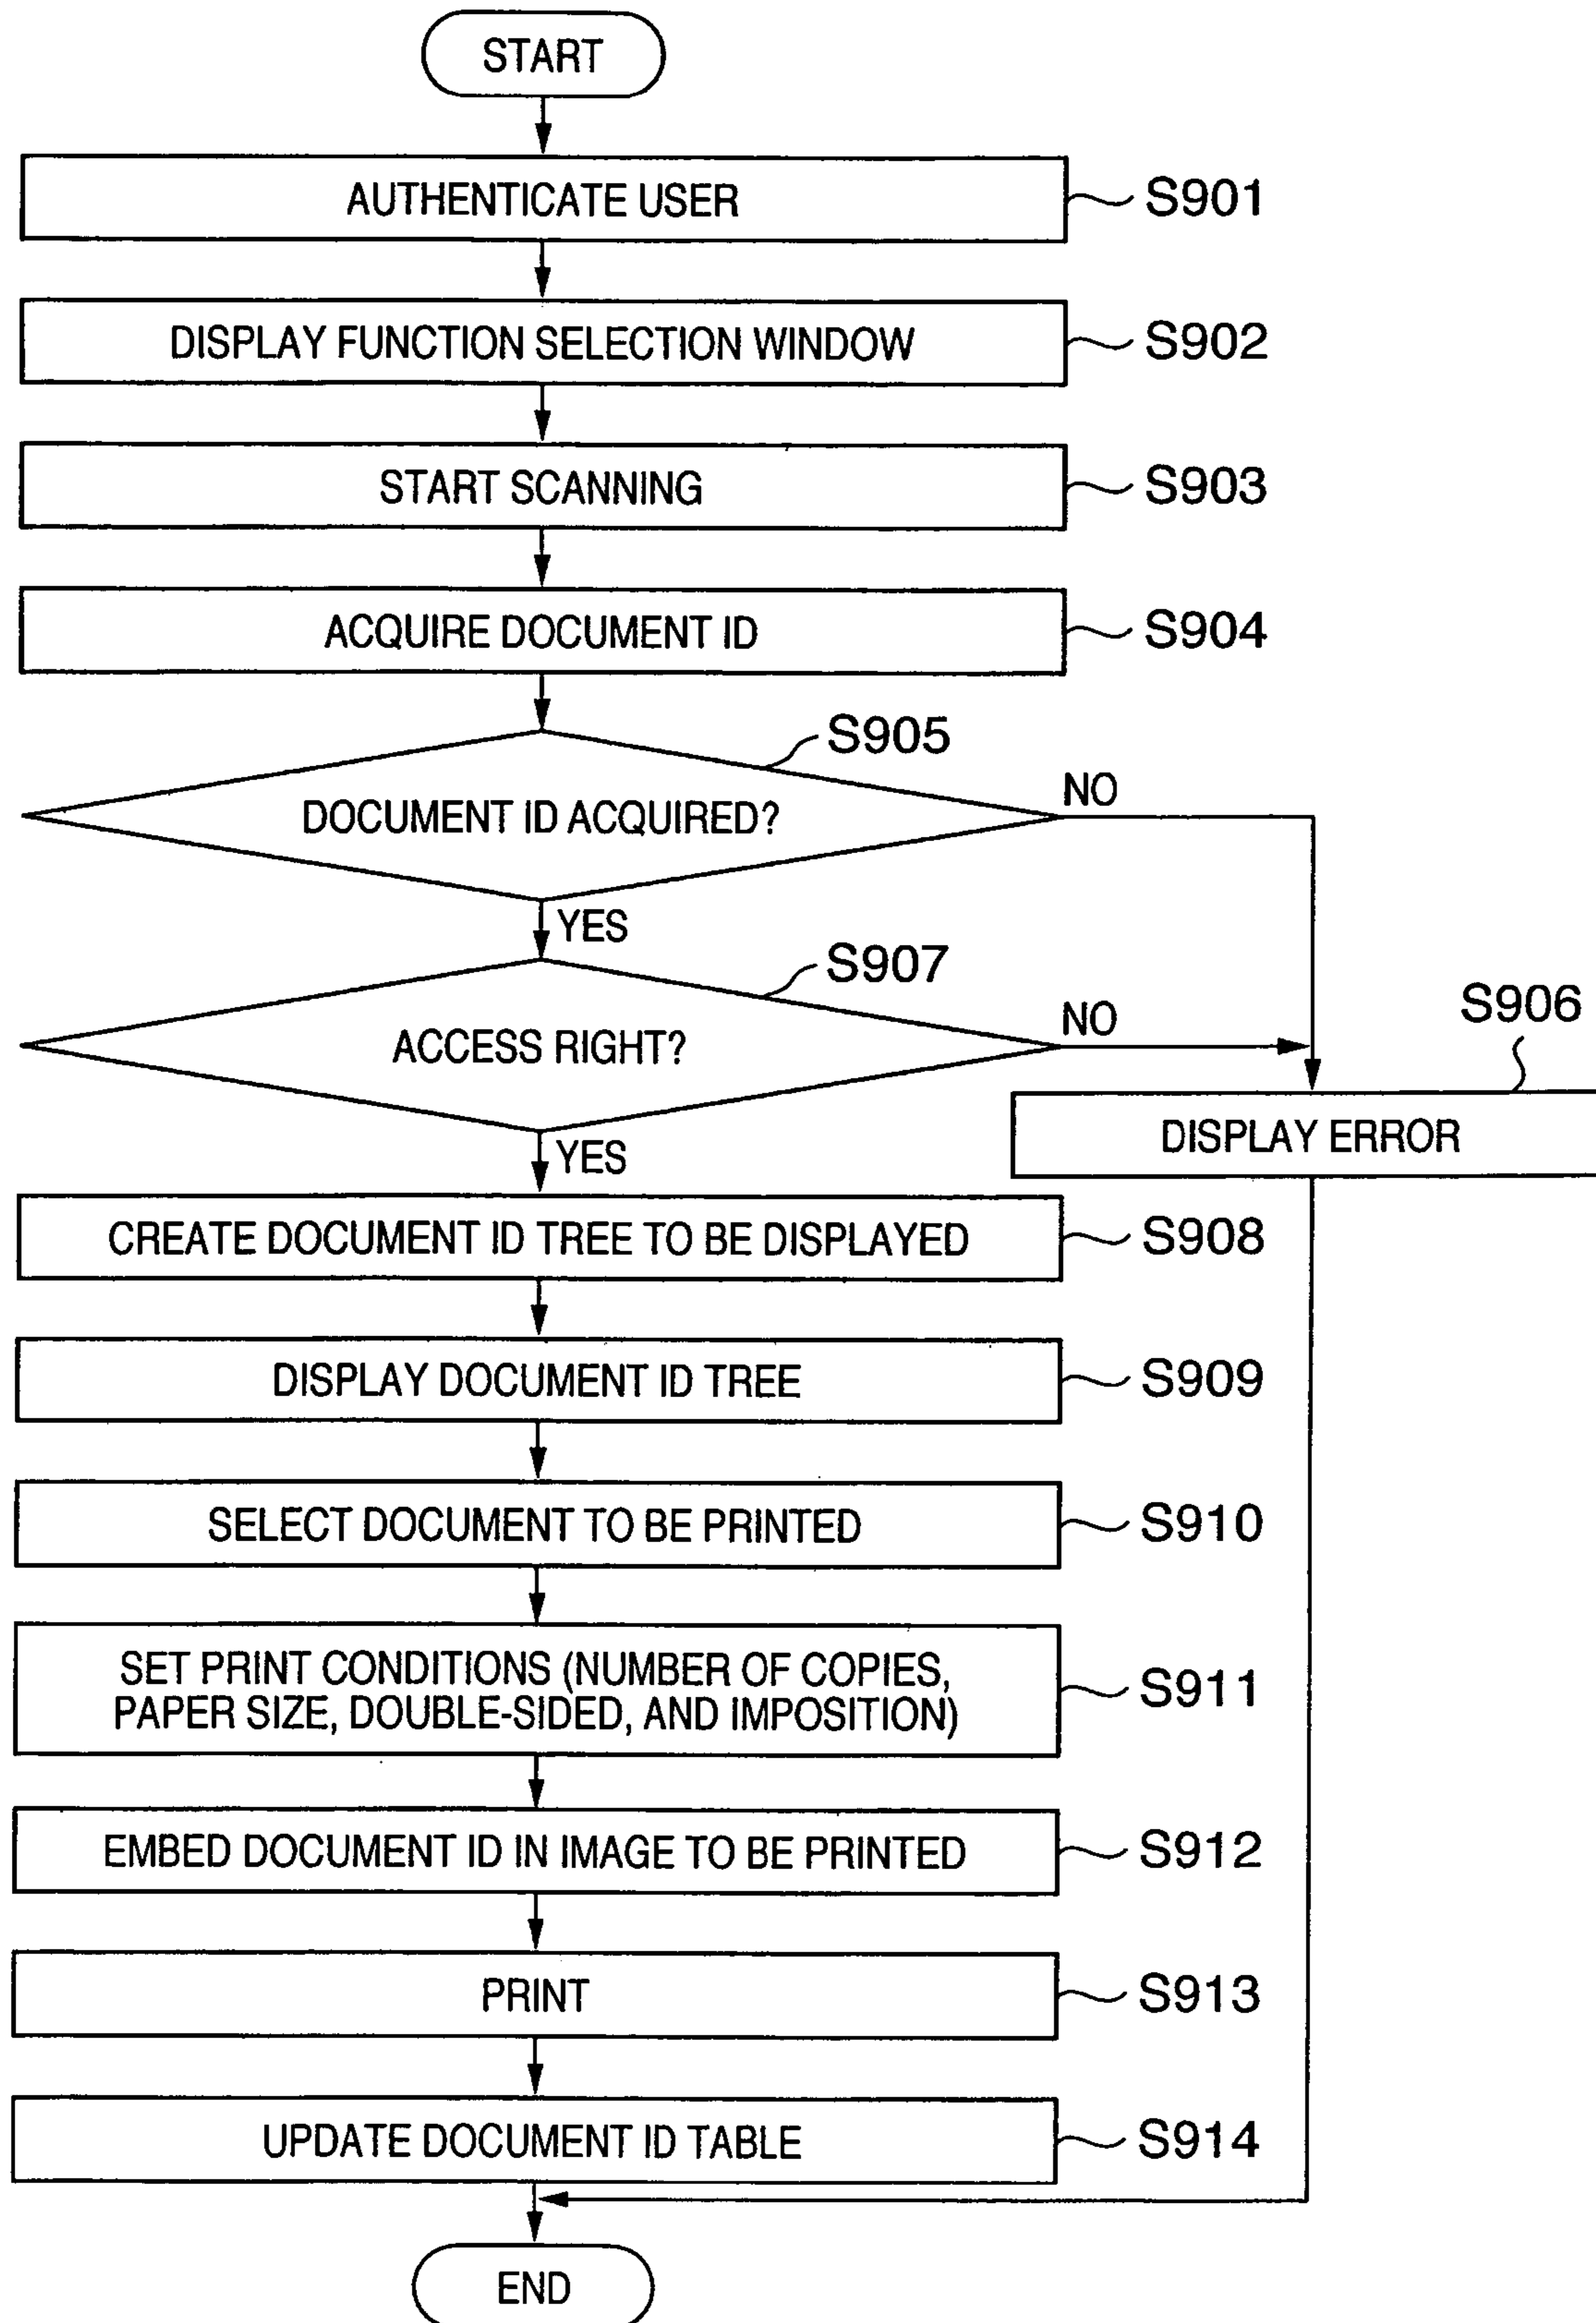 START
AUTHENTICATE USER
S901
DISPLAY FUNCTION SELECTION WINDOW
S902
START SCANNING
S903
ACQUIRE DOCUMENT ID
S904
S905
DOCUMENT ID ACQUIRED?
NO
YES
S907
ACCESS RIGHT?
NO
S906
DISPLAY ERROR
YES
CREATE DOCUMENT ID TREE TO BE DISPLAYED
S908
DISPLAY DOCUMENT ID TREE
S909
SELECT DOCUMENT TO BE PRINTED
S910
SET PRINT CONDITIONS (NUMBER OF COPIES,
PAPER SIZE, DOUBLE-SIDED, AND IMPOSITION)
S911
EMBED DOCUMENT ID IN IMAGE TO BE PRINTED
S912
PRINT
S913
UPDATE DOCUMENT ID TABLE
S914
END